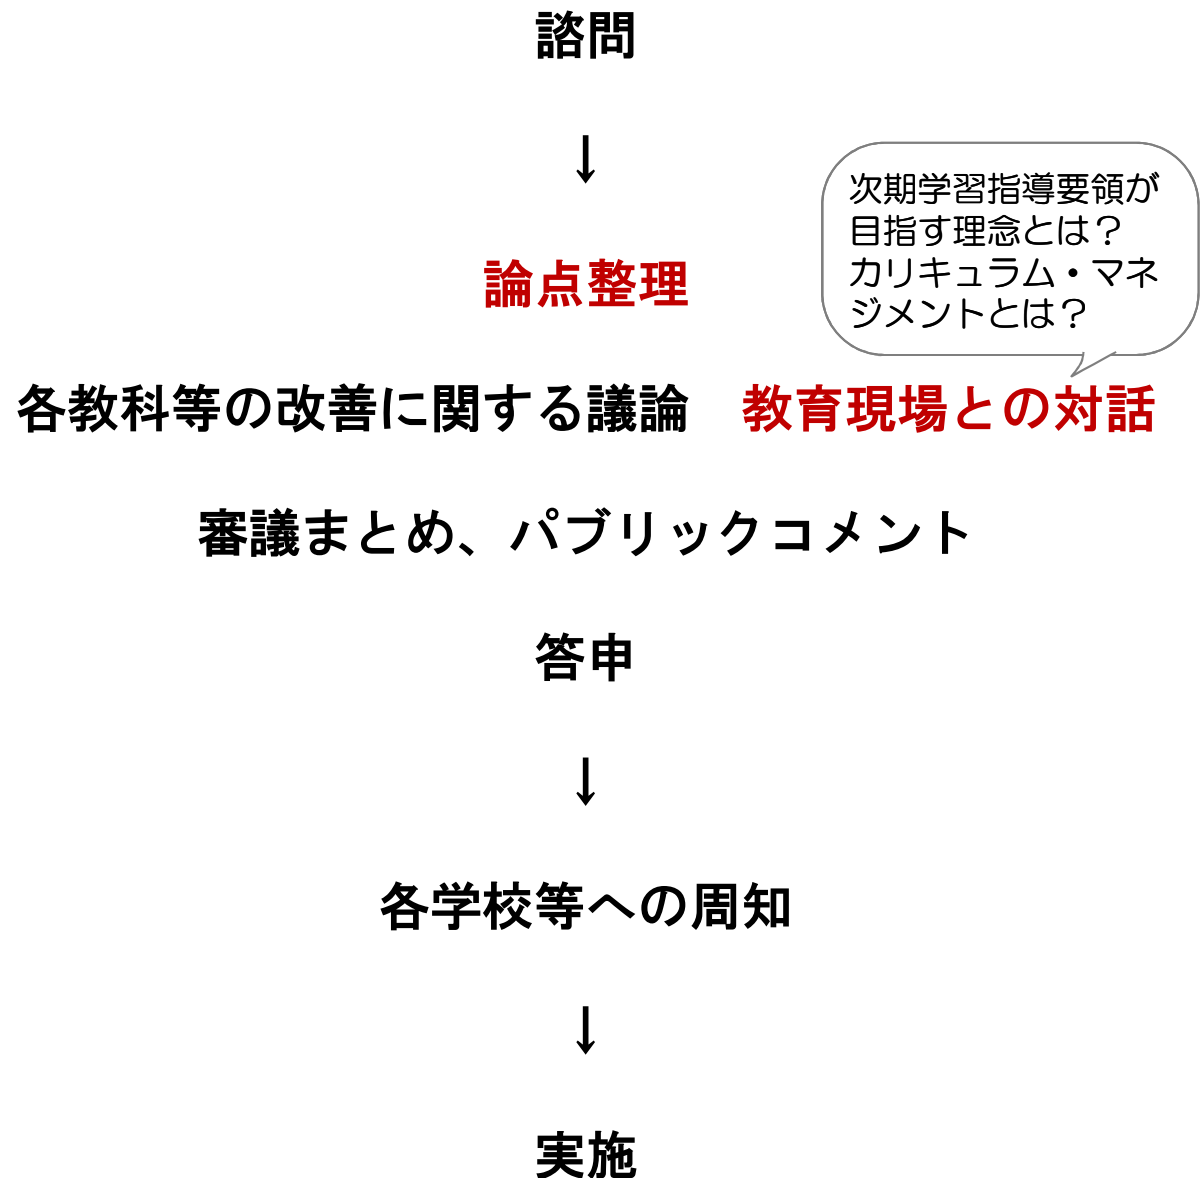 諮問
↓
次期学習指導要領が
目指す理念とは？
カリキュラム・マネ
ジメントとは？
論点整理
各教科等の改善に関する議論　教育現場との対話
審議まとめ、パブリックコメント
答申
↓
各学校等への周知
↓
実施